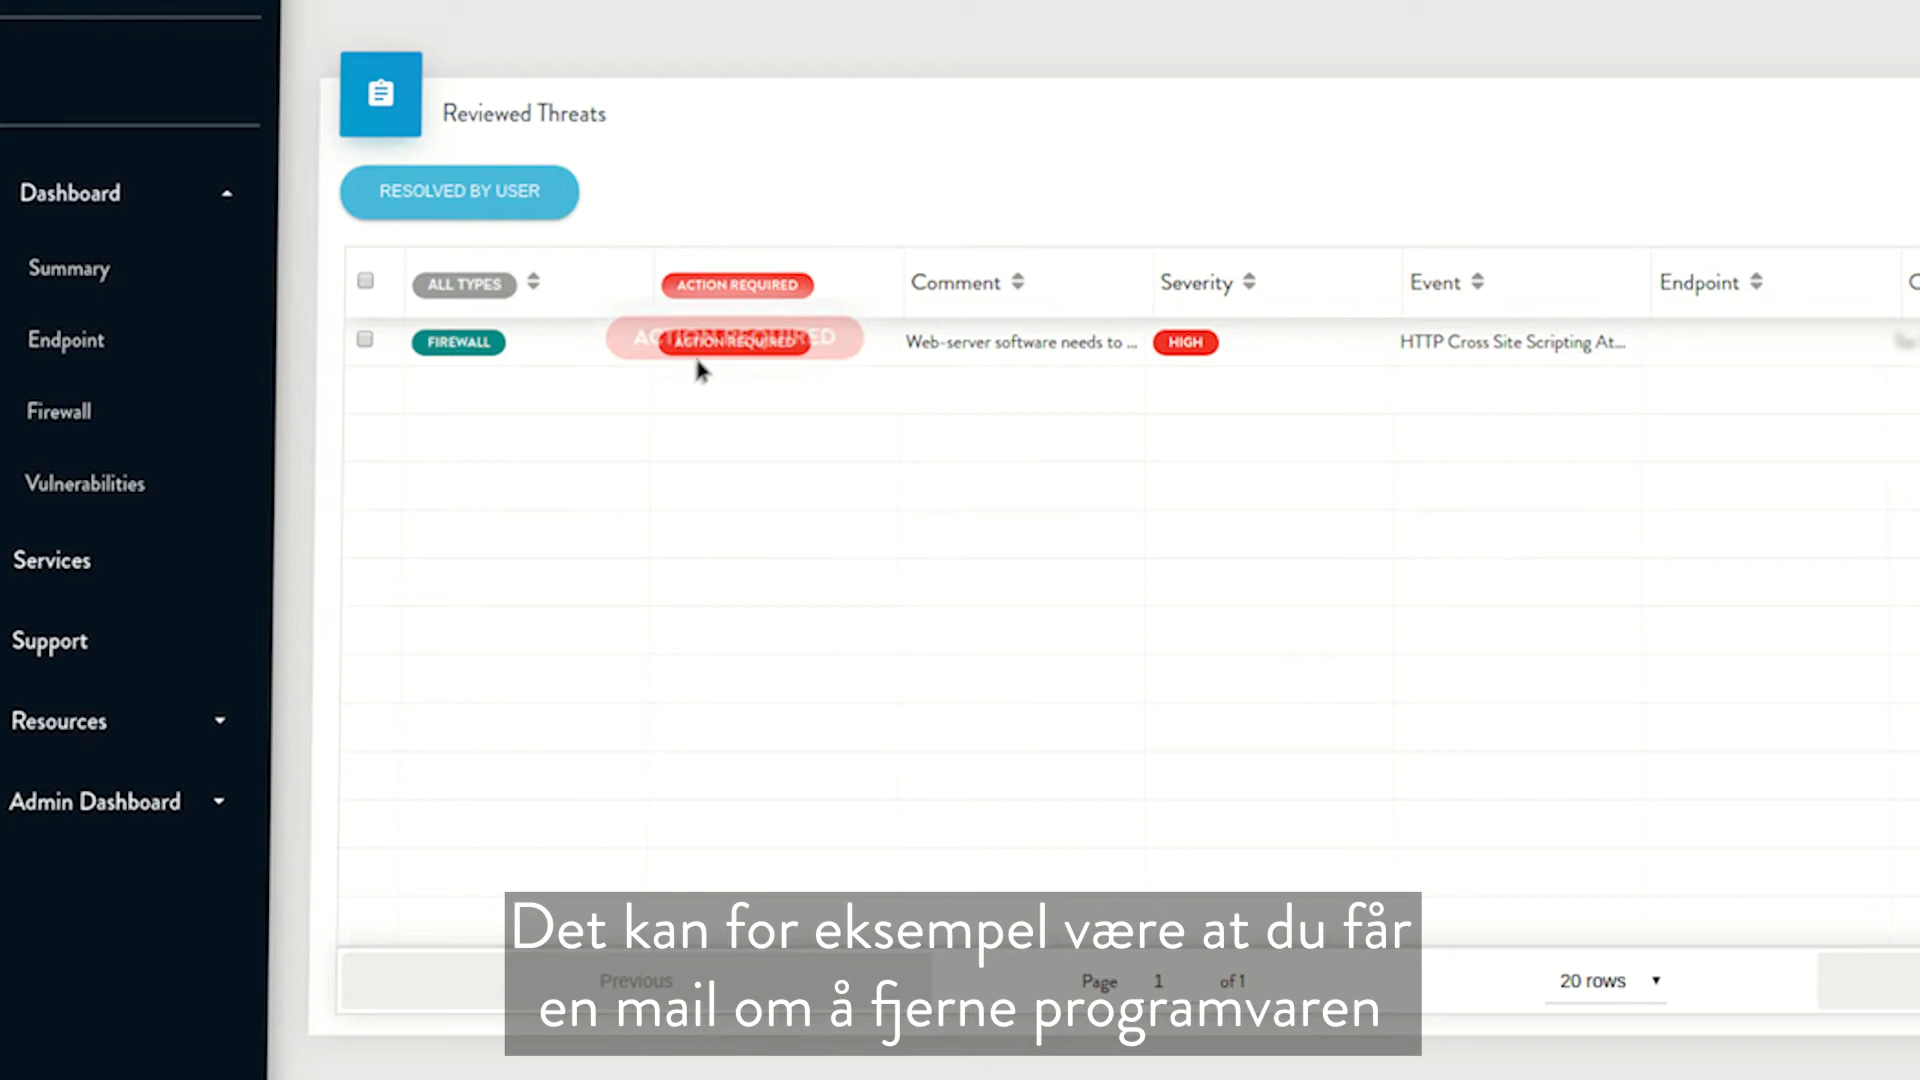 Reviewed Threats
RESOLVED BY USER
Dashboard
Summary
Endpoint
Firewall
Vulnerabilities
Services
Support
Resources
Admin Dashboard
ALL TYPES ACTION REQUIRED Comment Severity Event Endpoint
FIREWALL ACTION REQUIRED Web-server software needs to ... HIGH HTTP Cross Site Scripting At...
ACTION REQUIRED
Previous Page 1 of 1 20 rows
Det kan for eksempel være at du får
en mail om å fjerne programvaren